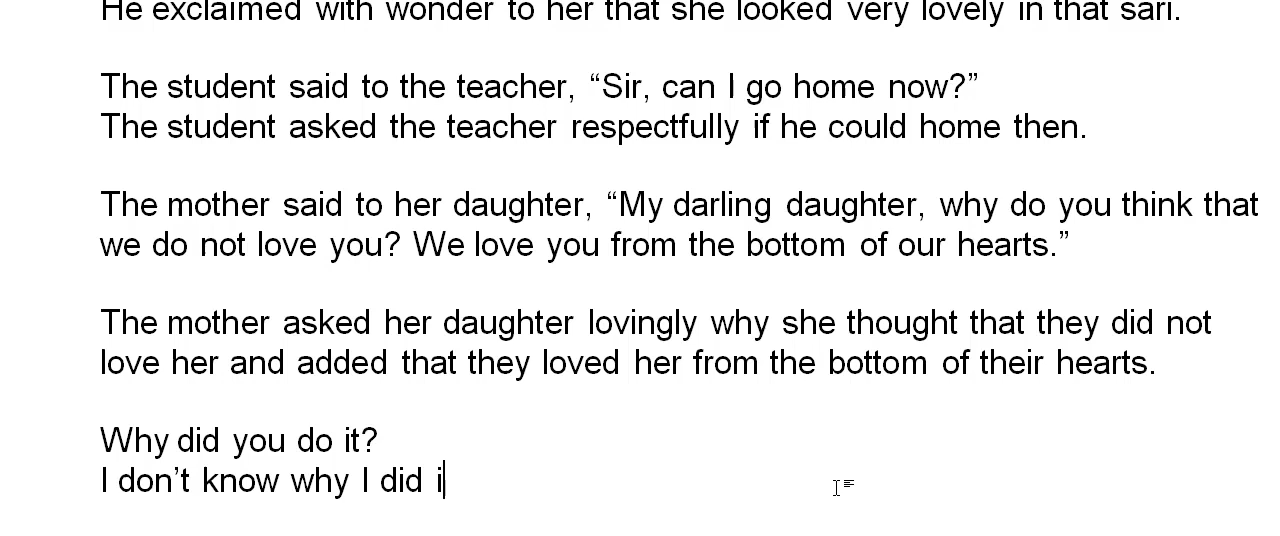 He exclaimed with wonder to her that she looked very lovely in that sari.
The student said to the teacher, “Sir, can I go home now?”
The student asked the teacher respectfully if he could home then.
The mother said to her daughter, “My darling daughter, why do you think that
we do not love you? We love you from the bottom of our hearts.”
The mother asked her daughter lovingly why she thought that they did not
love her and added that they loved her from the bottom of their hearts.
Why did you do it?
I don’t know why I did i